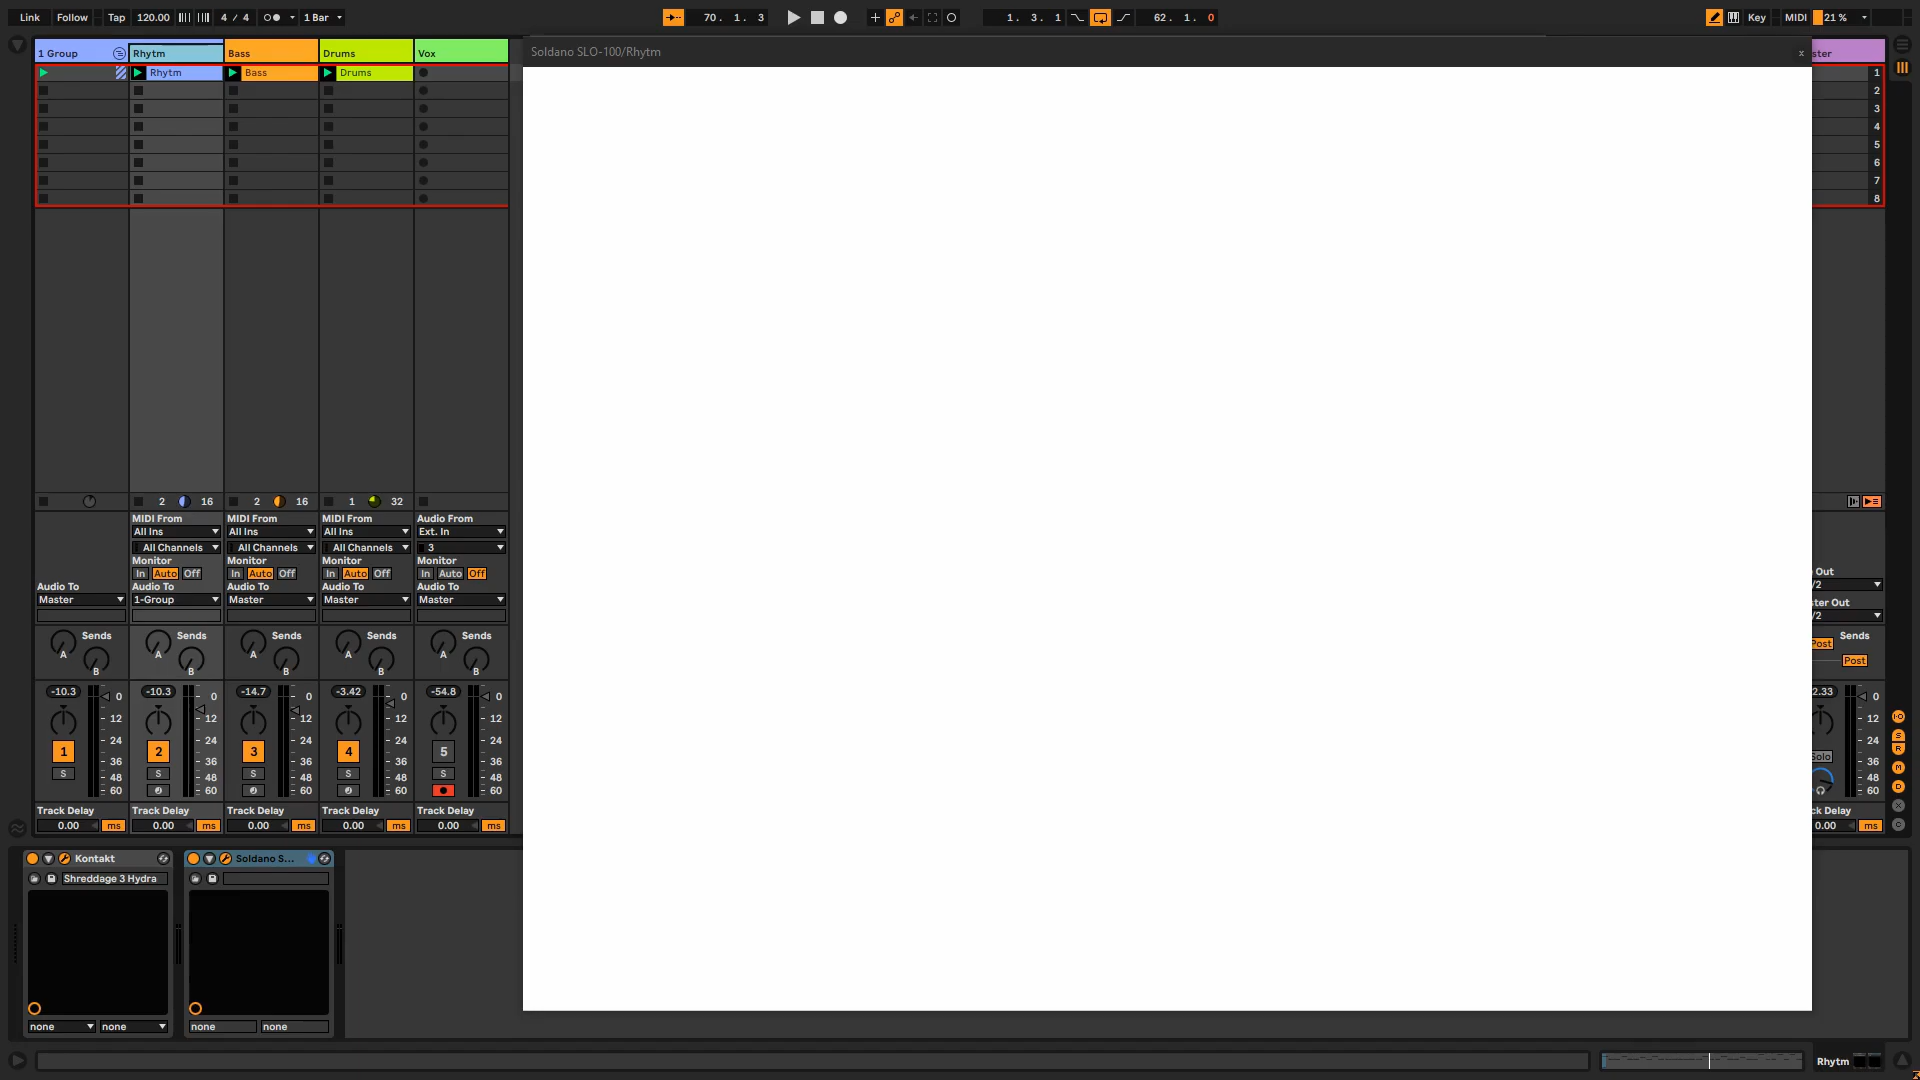 Link Follow Tap 120.00 4 / 4 1 Bar 70. 1. 3 1. 3. 1 62. 1. 0 Key MIDI 21 %
1 Group Rhytm Bass Drums Vox Soldano SLO-100/Rhytm x ster
Rhytm Bass Drums 1
2
3
4
5
6
7
8
2 16 2 16 1 32
MIDI From MIDI From MIDI From Audio From
All Ins All Ins All Ins Ext. In
All Channels All Channels All Channels 3
Monitor Monitor Monitor Monitor
In Auto Off In Auto Off In Auto Off In Auto Off Out
Audio To Audio To Audio To Audio To Audio To /2
Master 1-Group Master Master Master ster Out
/2
Sends Sends Sends Sends Sends Post Sends
A A A A A
B B B B B Post
-10.3 0 -10.3 0 -14.7 0 -3.42 0 -54.8 0 2.33 0
12 12 12 12 12 12
24 24 24 24 24 24
1 2 3 4 5 Solo
36 36 36 36 36 36
S 48 S 48 S 48 S 48 S 48 48
60 60 60 60 60 60
Track Delay Track Delay Track Delay Track Delay Track Delay ck Delay
0.00 ms 0.00 ms 0.00 ms 0.00 ms 0.00 ms 0.00 ms
I·O
S
R
M
D
X
C
Kontakt Soldano S...
Shreddage 3 Hydra
none none none none
Rhytm